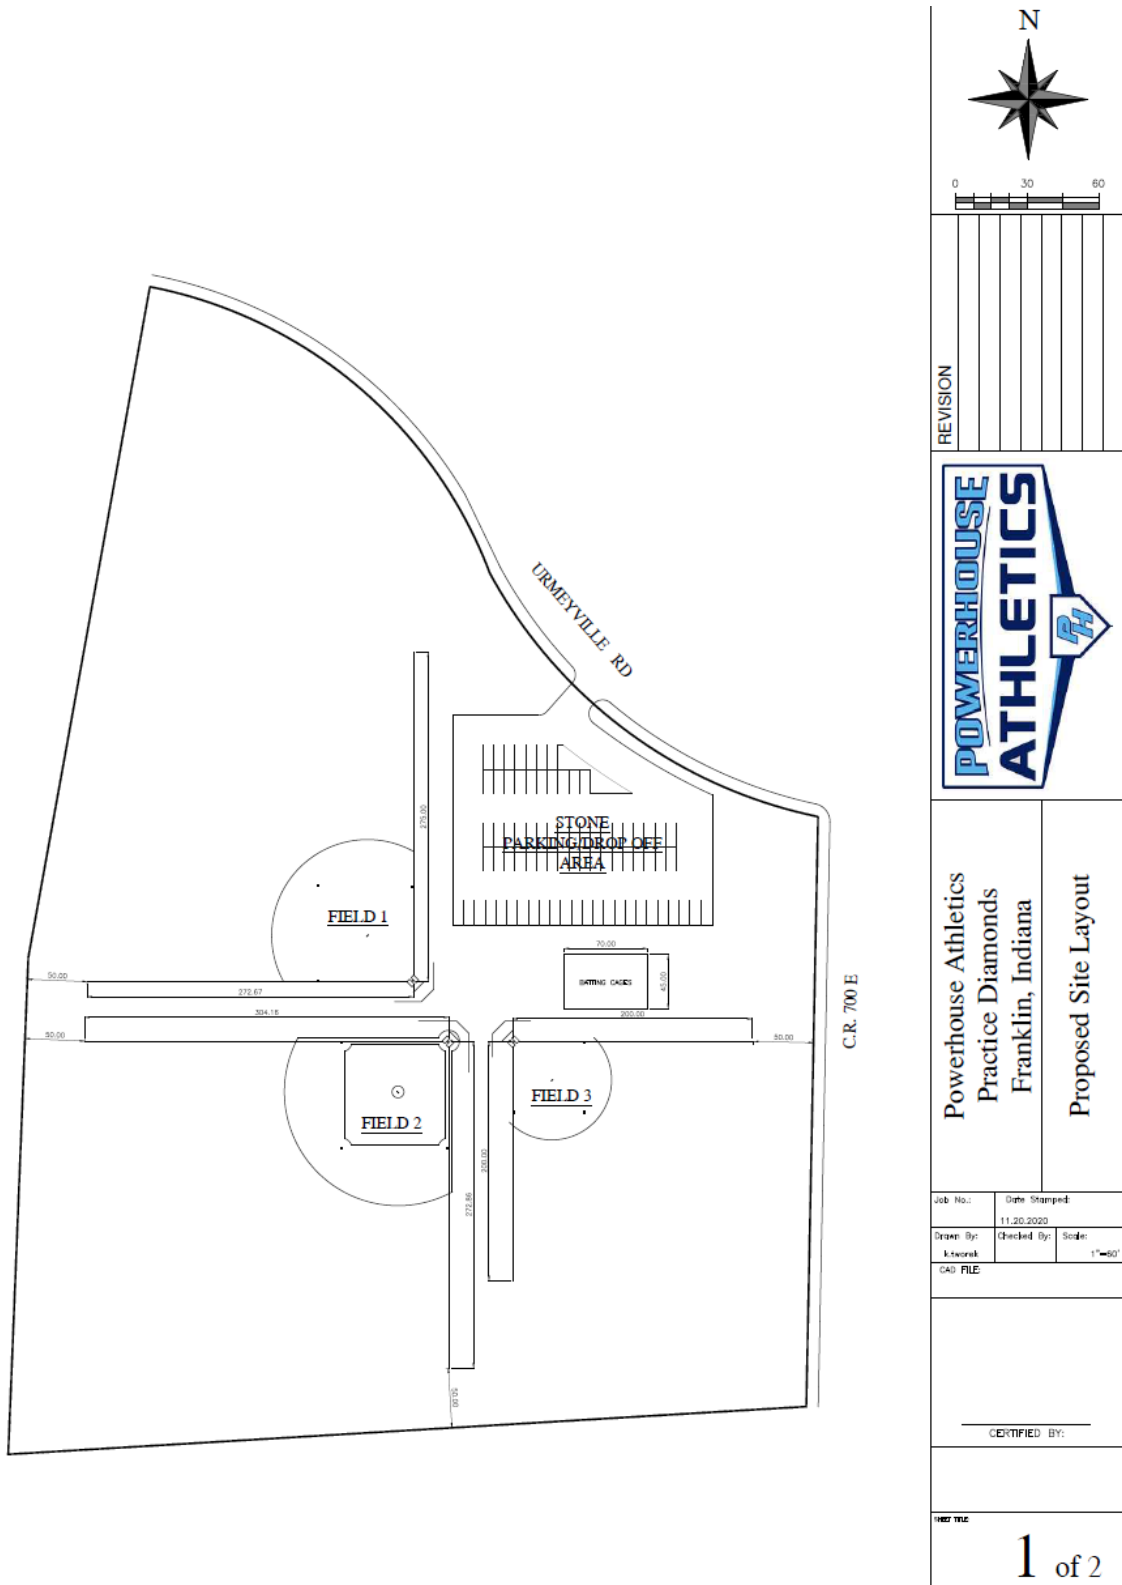 N
0 30 60
REVISION
POWERHOUSE
ATHLETICS
PH
Powerhouse Athletics
Practice Diamonds
Franklin, Indiana
Proposed Site Layout
Job No.:
Date Stamped:
11.20.2020
Drawn By:
k.tworek
Checked By:
Scale:
1"=60'
CAD FILE:
CERTIFIED BY:
SHEET TITLE
1 of 2
URMEYVILLE RD
275.00
STONE
PARKING/DROP OFF
AREA
FIELD 1
50.00
272.67
70.00
BATTING CAGES
45.00
C.R. 700 E
304.18
200.00
50.00
50.00
FIELD 2
FIELD 3
200.00
272.86
50.00